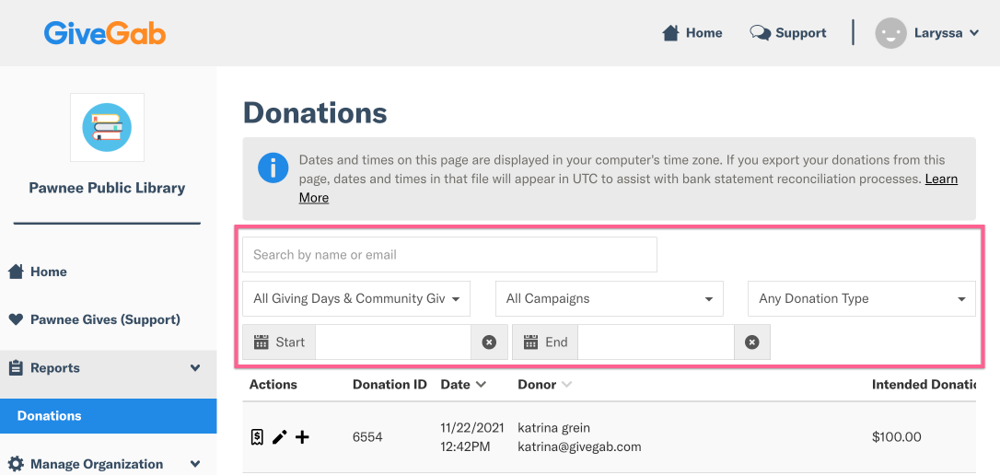 GiveGab
Home
Support
Laryssa
Pawnee Public Library
Home
Pawnee Gives (Support)
Reports
Donations
Manage Organization
Donations
Dates and times on this page are displayed in your computer's time zone. If you export your donations from this
page, dates and times in that file will appear in UTC to assist with bank statement reconciliation processes. Learn
More
Search by name or email
All Giving Days & Community Giv
All Campaigns
Any Donation Type
Start
End
Actions Donation ID Date Donor Intended Donatio
6554 11/22/2021 katrina grein $100.00
12:42PM katrina@givegab.com